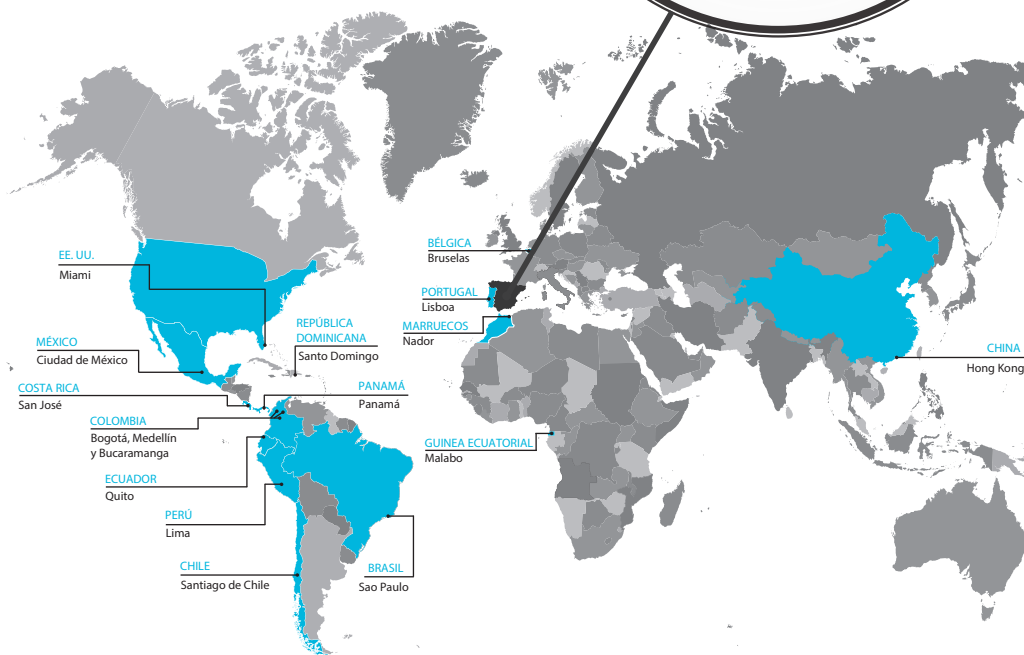 EE. UU.
Miami
MÉXICO
Ciudad de México
COSTA RICA
San José
REPÚBLICA
DOMINICANA
Santo Domingo
PANAMÁ
Panamá
COLOMBIA
Bogotá, Medellín
y Bucaramanga
ECUADOR
Quito
PERÚ
Lima
CHILE
Santiago de Chile
BRASIL
Sao Paulo
BÉLGICA
Bruselas
PORTUGAL
Lisboa
MARRUECOS
Nador
GUINEA ECUATORIAL
Malabo
CHINA
Hong Kong